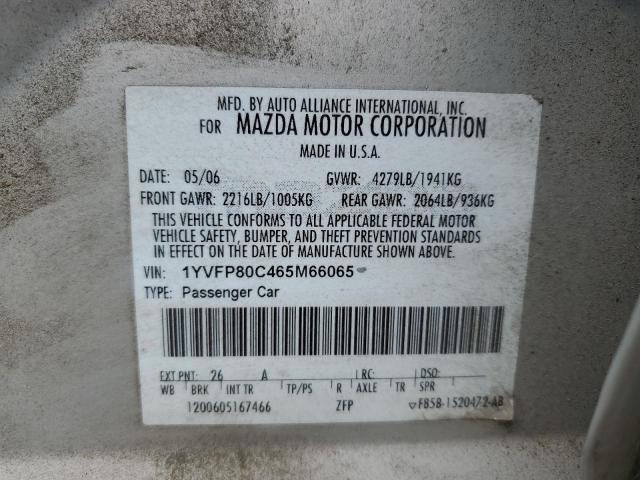 MFD. BY AUTO ALLIANCE INTERNATIONAL, INC.
FOR MAZDA MOTOR CORPORATION
MADE IN U.S.A.
DATE: 05/06 GVWR: 4279LB/1941KG
FRONT GAWR: 2216LB/1005KG REAR GAWR: 2064LB/936KG
THIS VEHICLE CONFORMS TO ALL APPLICABLE FEDERAL MOTOR
VEHICLE SAFETY, BUMPER, AND THEFT PREVENTION STANDARDS
IN EFFECT ON THE DATE OF MANUFACTURE SHOWN ABOVE.
VIN: 1YVFP80C465M66065
TYPE: Passenger Car
EXT PNT: 26 A RC: DSO:
WB BRK INT TR TP/PS R AXLE TR SPR
1200605167466 ZFP F85B-1520472-AB